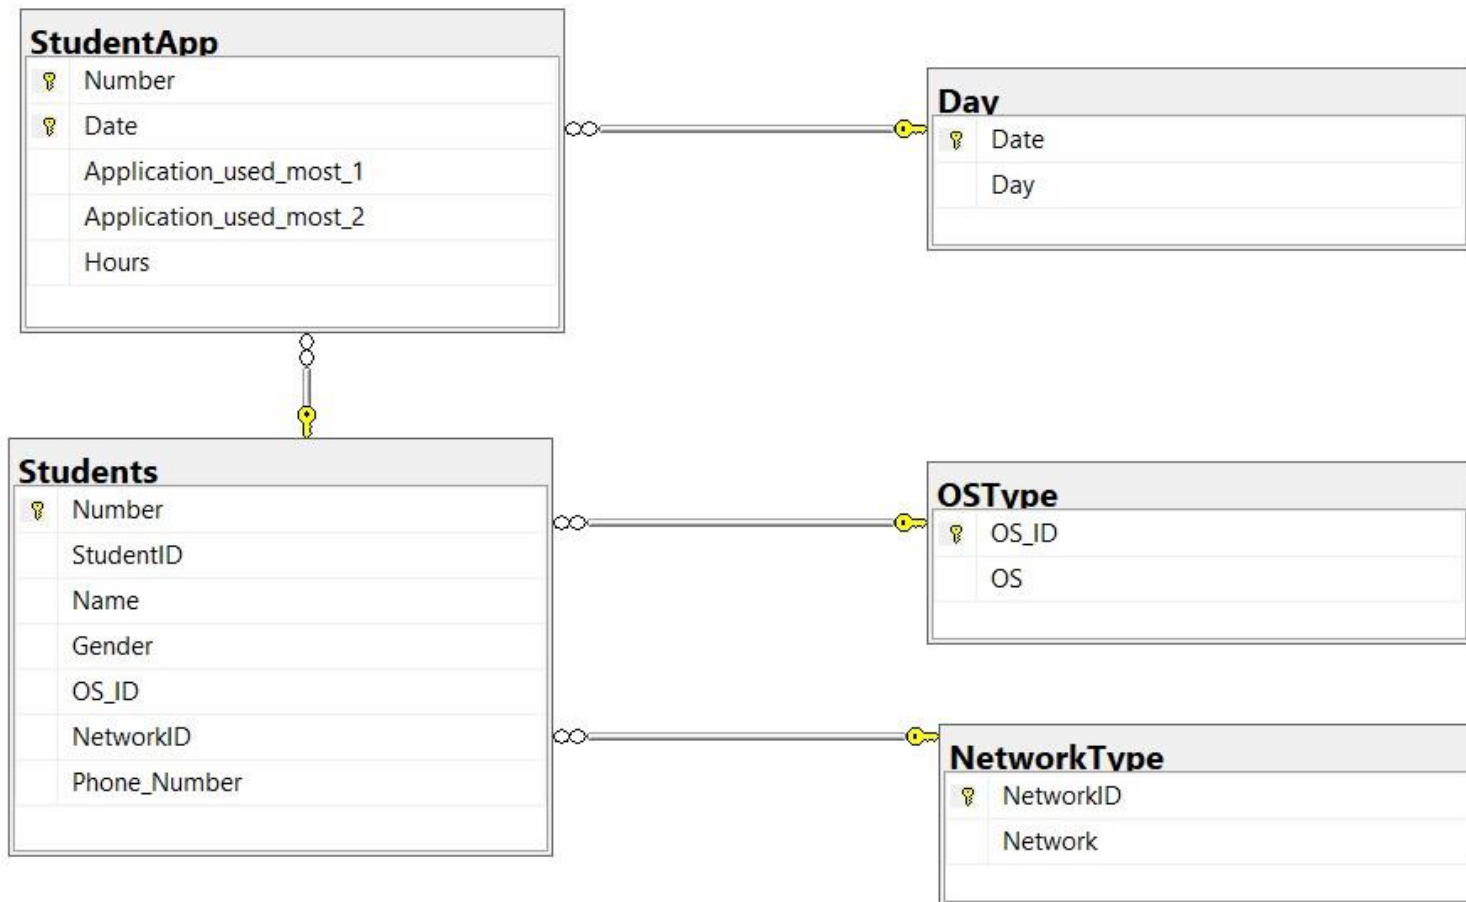 StudentApp
Number
Date
Application_used_most_1
Application_used_most_2
Hours
Day
Date
Day
Students
Number
StudentID
Name
Gender
OS_ID
NetworkID
Phone_Number
OSType
OS_ID
OS
NetworkType
NetworkID
Network